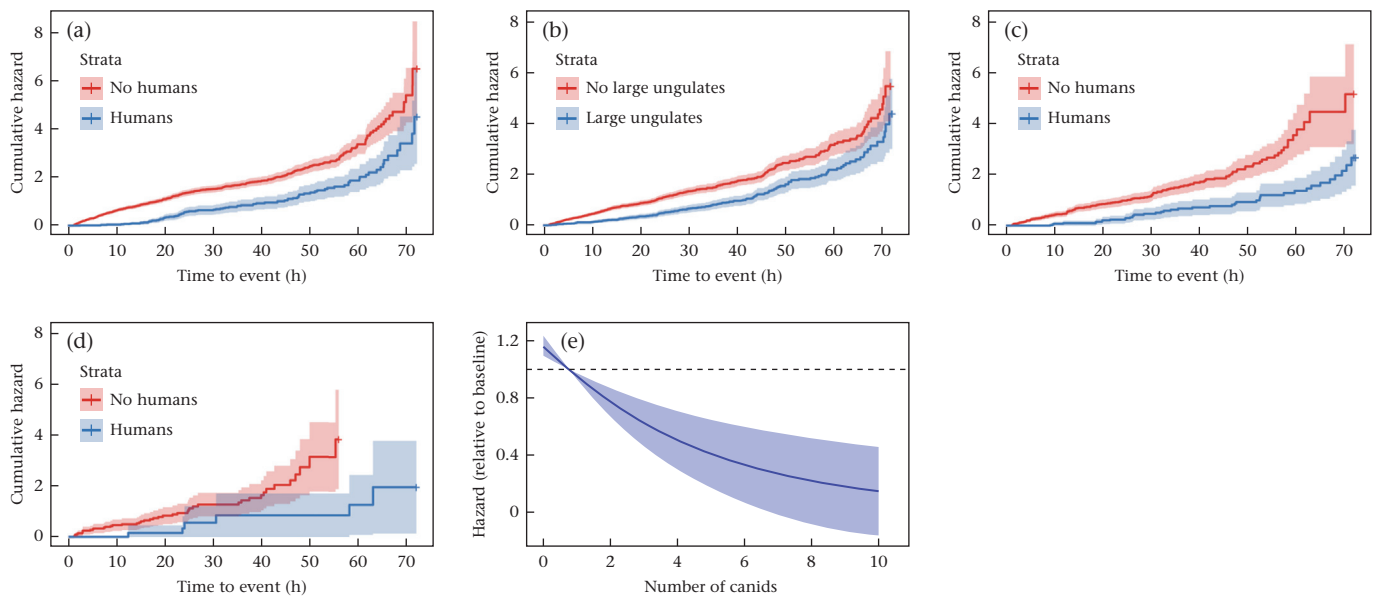 (a)
Cumulative hazard
8
6
4
2
0
Strata
No humans
Humans
0 10 20 30 40 50 60 70
Time to event (h)
(b)
Cumulative hazard
8
6
4
2
0
Strata
No large ungulates
Large ungulates
0 10 20 30 40 50 60 70
Time to event (h)
(c)
Cumulative hazard
8
6
4
2
0
Strata
No humans
Humans
0 10 20 30 40 50 60 70
Time to event (h)
(d)
Cumulative hazard
8
6
4
2
0
Strata
No humans
Humans
0 10 20 30 40 50 60 70
Time to event (h)
(e)
Hazard (relative to baseline)
1.2
0.8
0.4
0
0 2 4 6 8 10
Number of canids